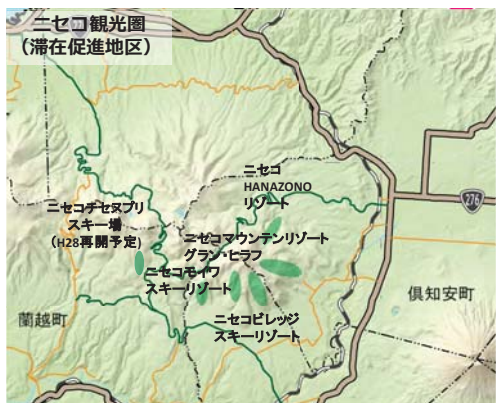 ニセコ観光圏
（滞在促進地区）
ニセコ
HANAZONO
リゾート
276
ニセコチセヌプリ
スキー場
（H28再開予定）
ニセコマウンテンリゾート
グラン・ヒラフ
ニセコモイワ
スキーリゾート
倶知安町
蘭越町
ニセコビレッジ
スキーリゾート